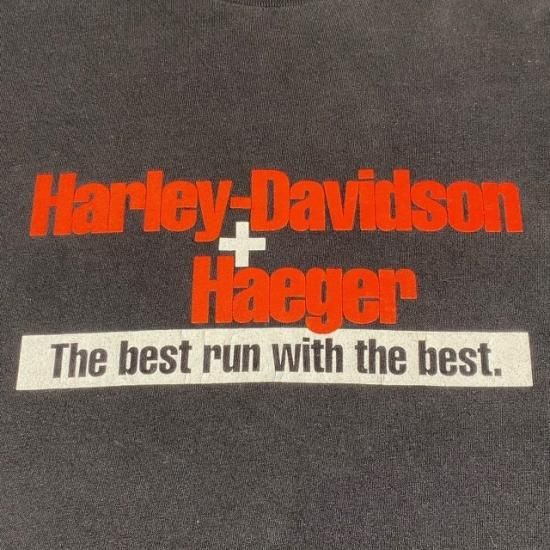 Harley-Davidson
+
Haeger
The best run with the best.